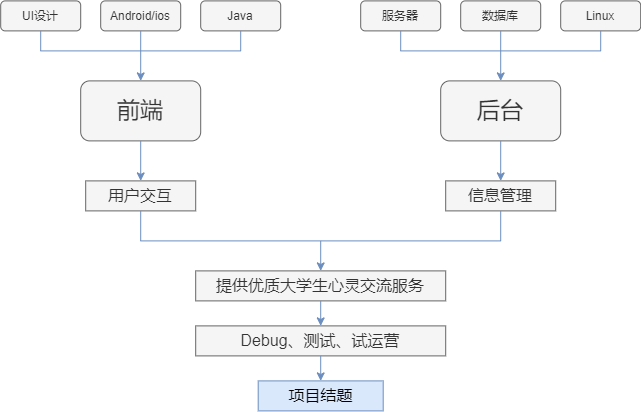 UI设计
Android/ios
Java
服务器
数据库
Linux
前端
后台
用户交互
信息管理
提供优质大学生心灵交流服务
Debug、测试、试运营
项目结题